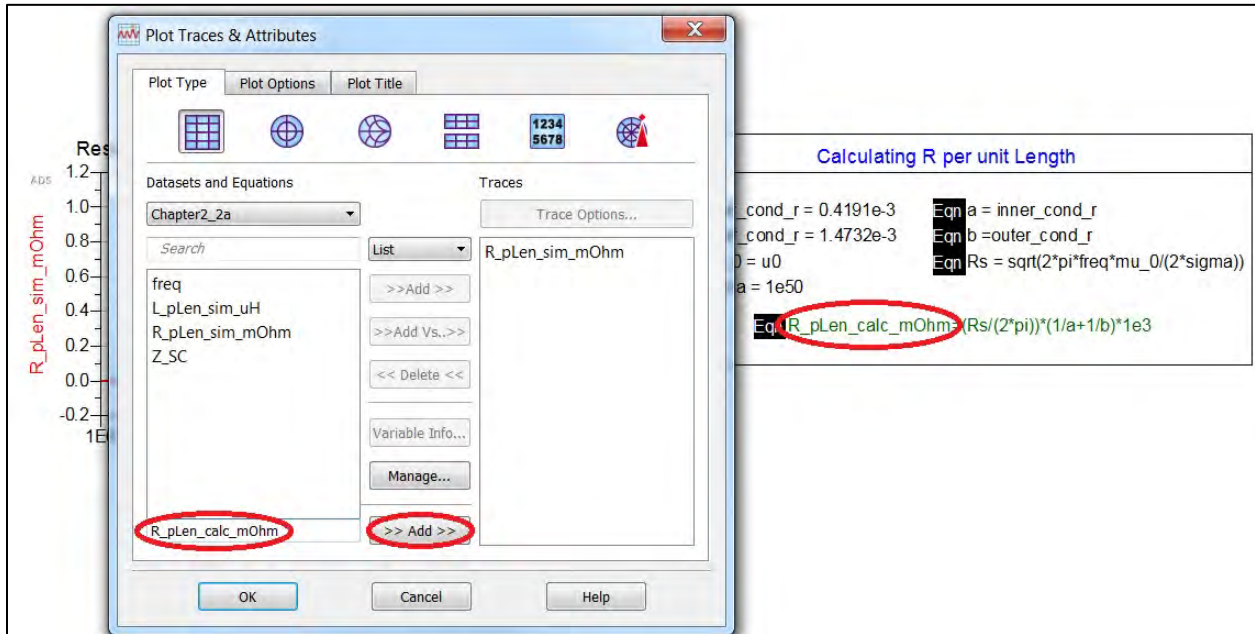 Plot Traces & Attributes
Plot Type Plot Options Plot Title
1234
5678
Res
ADS
1.2
1.0
0.8
0.6
0.4
0.2
0.0
-0.2
R_pLen_sim_mOhm
Datasets and Equations
Chapter2_2a
Search
freq
L_pLen_sim_uH
R_pLen_sim_mOhm
Z_SC
R_pLen_calc_mOhm
List
>>Add >>
>>Add Vs..>>
<< Delete <<
Variable Info...
Manage...
>> Add >>
Traces
Trace Options...
R_pLen_sim_mOhm
OK Cancel Help
Calculating R per unit Length
_cond_r = 0.4191e-3 Eqn a = inner_cond_r
_cond_r = 1.4732e-3 Eqn b =outer_cond_r
0 = u0 Eqn Rs = sqrt(2*pi*freq*mu_0/(2*sigma))
a = 1e50
Eqn R_pLen_calc_mOhm=(Rs/(2*pi))*(1/a+1/b)*1e3